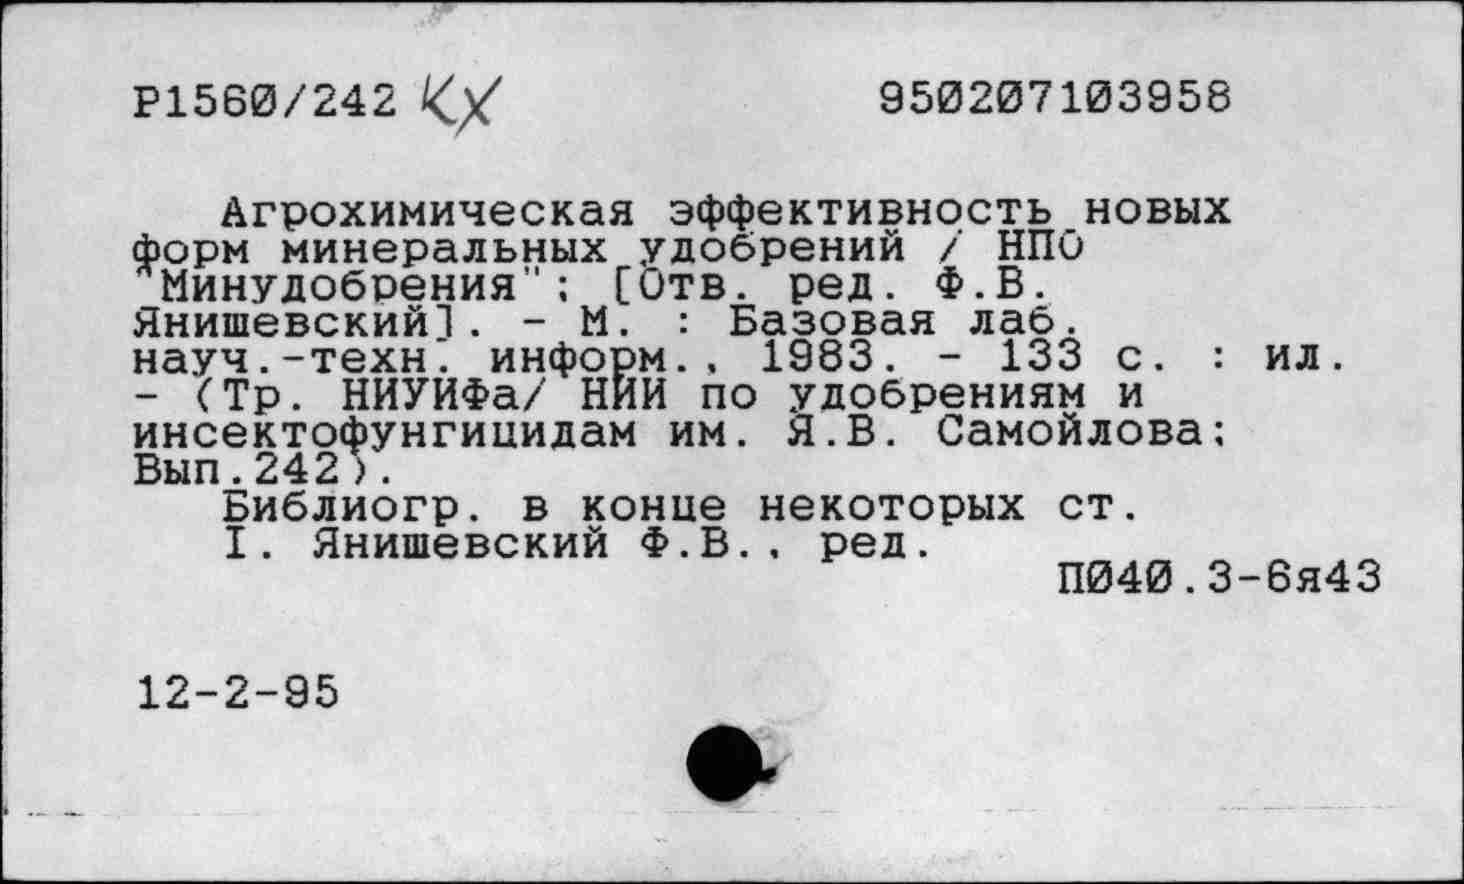 P1560/242 КХ 950207103958
Агрохимическая эффективность новых
форм минеральных удобрений / НПО
"Минудобрения"; [Отв. ред. Ф.В.
Янишевский]. - М. : Базовая лаб.
науч.-техн. информ., 1983. - 133 с. : ил.
- (Тр. НИУИФа/ НИИ по удобрениям и
инсектофунгицидам им. Я.В. Самойлова;
Вып.242).
Библиогр. в конце некоторых ст.
I. Янишевский Ф.В., ред.
П040.3-6я43
12-2-95